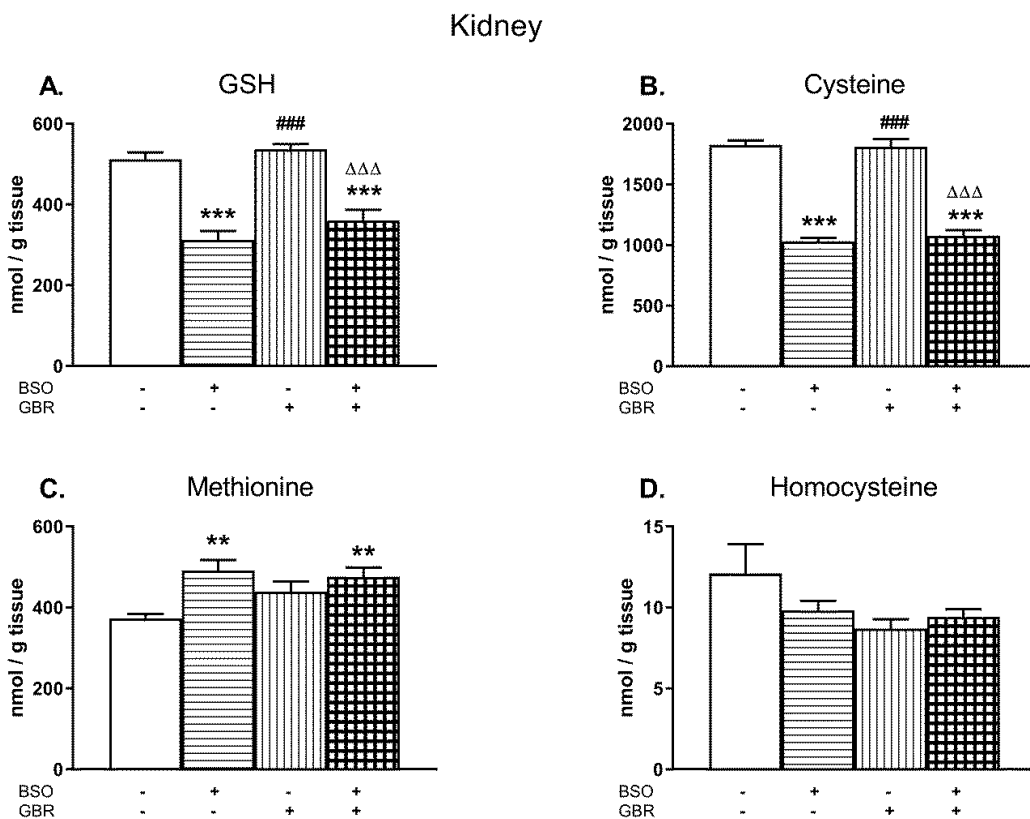 Kidney
A. GSH
nmol / g tissue
600
400
200
0
***
###
ΔΔΔ
***
BSO - + - +
GBR - - + +
B. Cysteine
nmol / g tissue
2000
1500
1000
500
0
***
###
ΔΔΔ
***
BSO - + - +
GBR - - + +
C. Methionine
nmol / g tissue
600
400
200
0
**
**
BSO - + - +
GBR - - + +
D. Homocysteine
nmol / g tissue
15
10
5
0
BSO - + - +
GBR - - + +